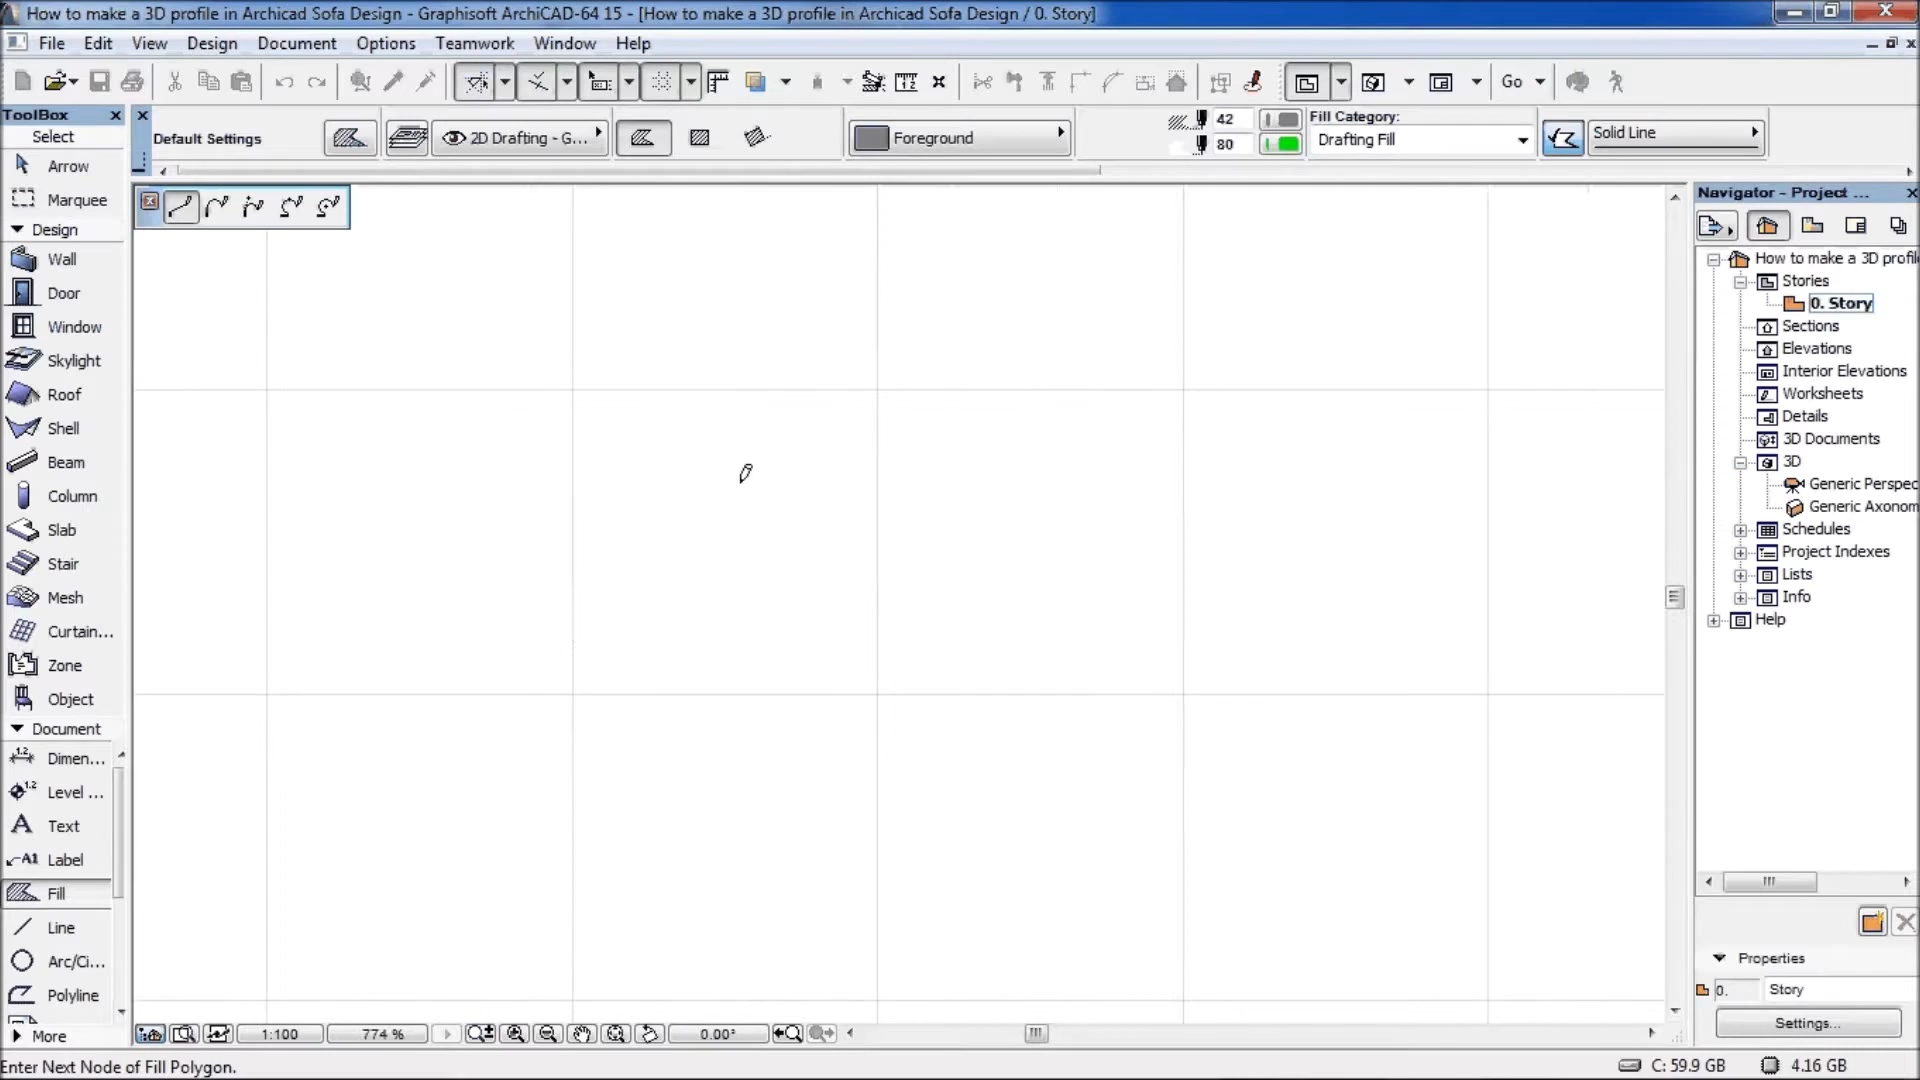 How to make a 3D profile in Archicad Sofa Design - Graphisoft ArchiCAD-64 15 - [How to make a 3D profile in Archicad Sofa Design / 0. Story]
File Edit View Design Document Options Teamwork Window Help
Go
ToolBox
Select
Arrow
Marquee
Design
Wall
Door
Window
Skylight
Roof
Shell
Beam
Column
Slab
Stair
Mesh
Curtain...
Zone
Object
Document
1.2 Dimen...
1.2 Level ...
A Text
A1 Label
Fill
Line
Arc/Ci...
Polyline
More
Default Settings
2D Drafting - G...
Foreground
42
80
Fill Category:
Drafting Fill
Solid Line
Navigator - Project ...
How to make a 3D profil
Stories
0. Story
Sections
Elevations
Interior Elevations
Worksheets
Details
3D Documents
3D
Generic Perspec
Generic Axonom
Schedules
Project Indexes
Lists
Info
Help
Properties
0. Story
Settings...
1:100 774 % 0.00°
Enter Next Node of Fill Polygon.
C: 59.9 GB 4.16 GB